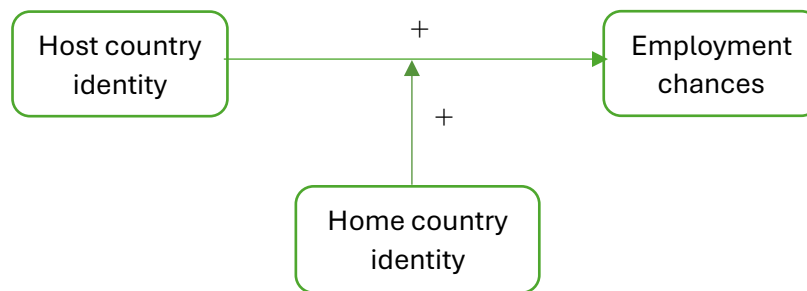 Host country
identity
+
Employment
chances
+
Home country
identity